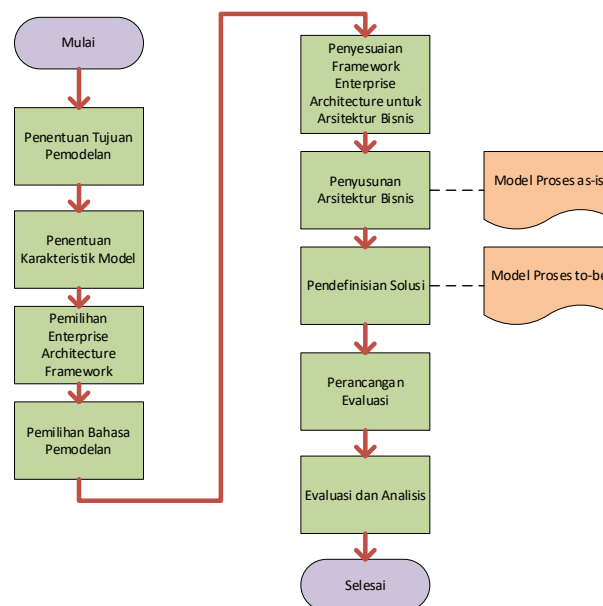 Mulai
Penentuan Tujuan
Pemodelan
Penentuan
Karakteristik Model
Pemilihan
Enterprise
Architecture
Framework
Pemilihan Bahasa
Pemodelan
Penyesuaian
Framework
Enterprise
Architecture untuk
Arsitektur Bisnis
Penyusunan
Arsitektur Bisnis
Model Proses as-is
Pendefinisian Solusi
Model Proses to-be
Perancangan
Evaluasi
Evaluasi dan Analisis
Selesai